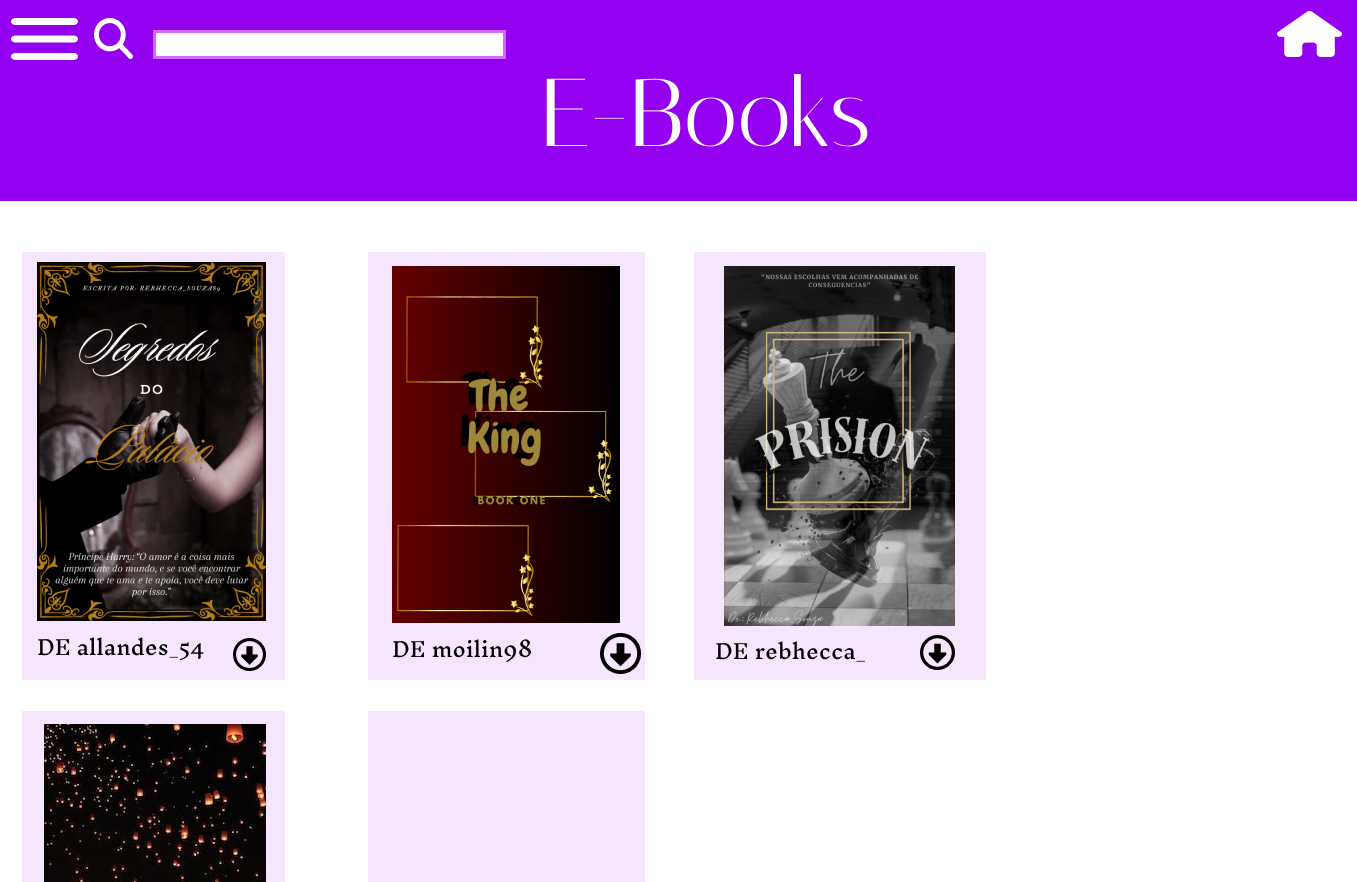 E-Books
ESCRITA POR: REBHECCA_SOUZA89
Segredos
DO
Palácio
Príncipe Harry:"O amor é a coisa mais
importante do mundo, e se você encontrar
alguém que te ama e te apoia, você deve lutar
por isso."
DE allandes_54
The
King
BOOK ONE
DE moilin98
"NOSSAS ESCOLHAS VEM ACOMPANHADAS DE
CONSEGUENCIAS"
The
PRISION
De: Rebhecca Souza
DE rebhecca_